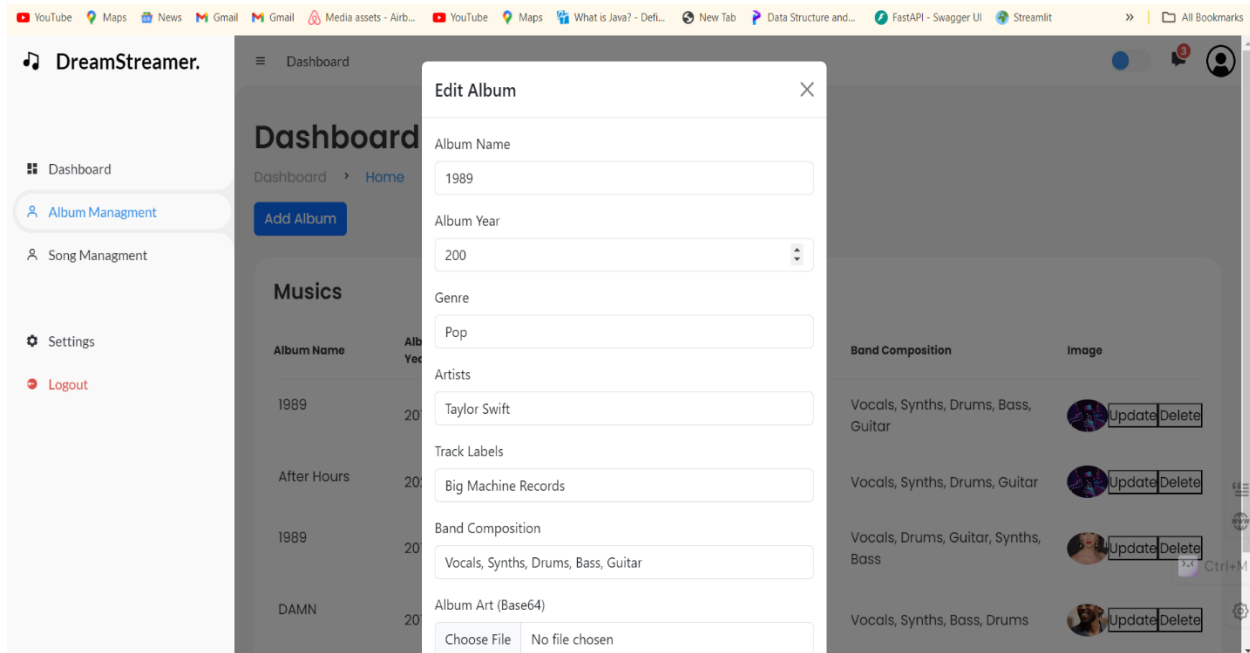 YouTube Maps News Gmail Gmail Media assets - Airb... YouTube Maps What is Java? - Defi... New Tab Data Structure and... FastAPI - Swagger UI Streamlit » All Bookmarks
DreamStreamer.
Dashboard
Album Managment
Song Managment
Settings
Logout
Dashboard
3
Dashboard
Dashboard > Home
Add Album
Musics
Album Name
Band Composition
Image
1989
Vocals, Synths, Drums, Bass,
Guitar
Update Delete
After Hours
Vocals, Synths, Drums, Guitar
Update Delete
1989
Vocals, Drums, Guitar, Synths,
Bass
Update Delete
DAMN
Vocals, Synths, Bass, Drums
Update Delete
Edit Album
Album Name
1989
Album Year
200
Genre
Pop
Artists
Taylor Swift
Track Labels
Big Machine Records
Band Composition
Vocals, Synths, Drums, Bass, Guitar
Album Art (Base64)
Choose File No file chosen
Ctrl+M